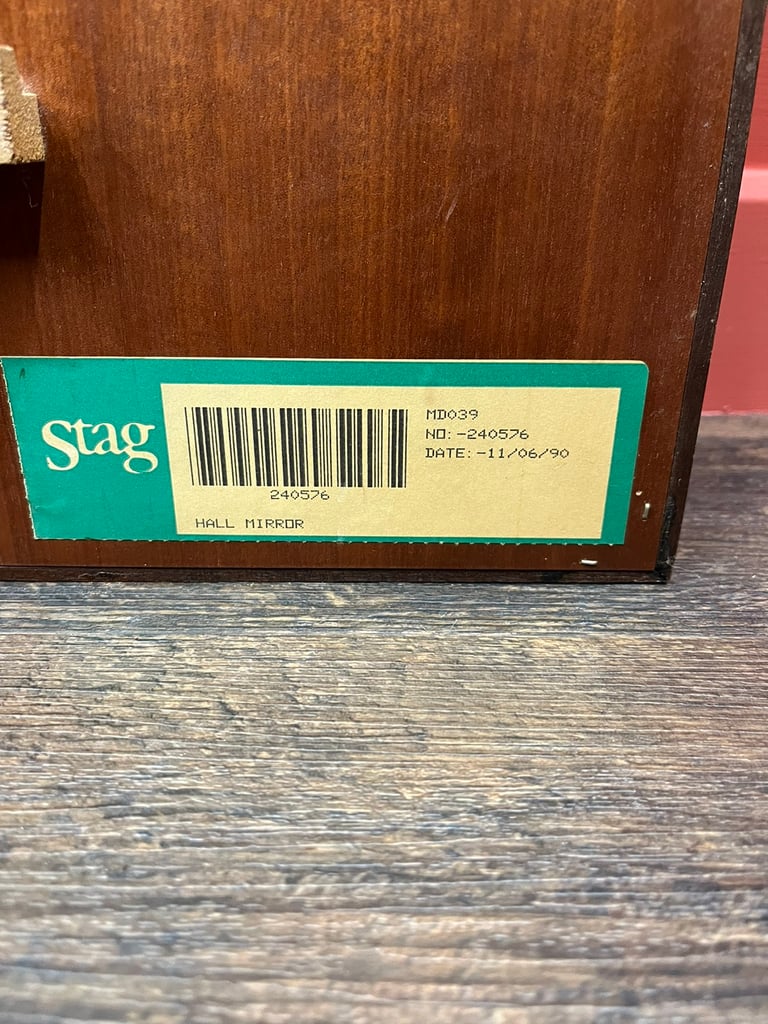 Stag
MD039
NO:-240576
DATE:-11/06/90
240576
HALL MIRROR